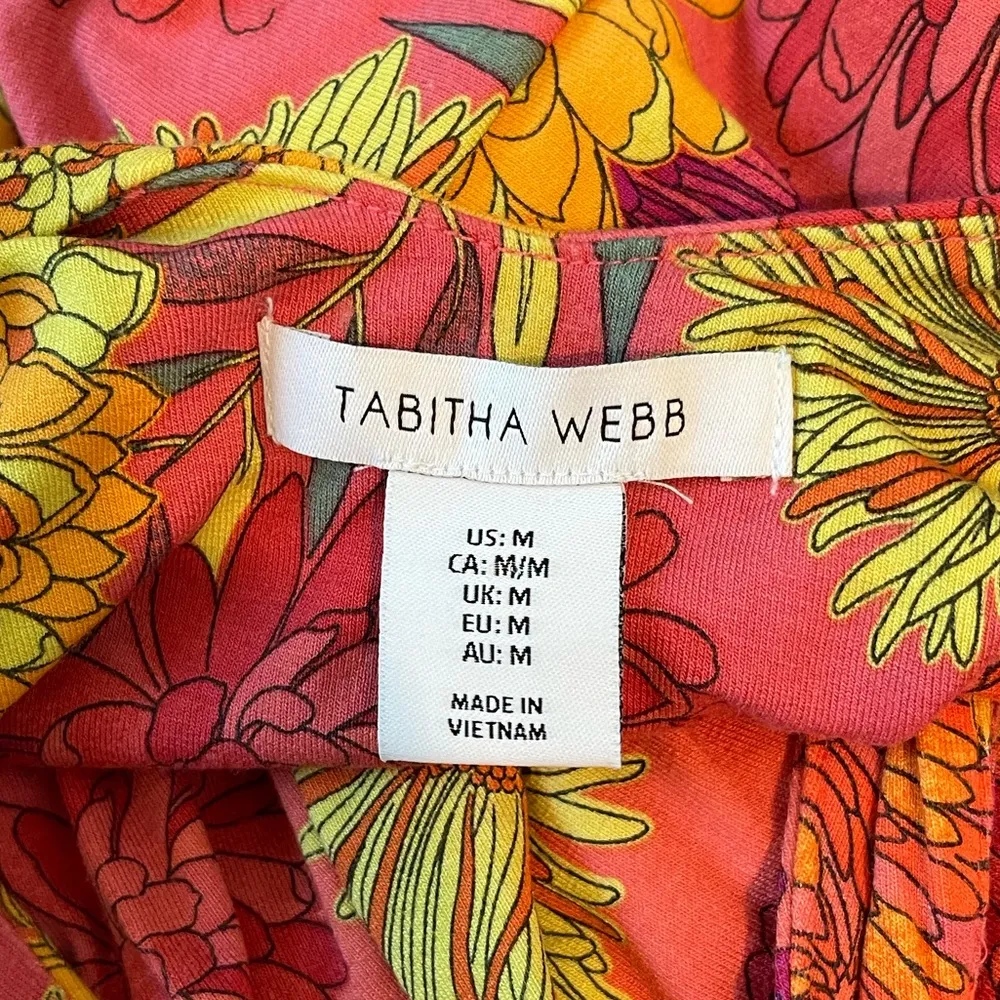 TABITHA WEBB
US: M
CA: M/M
UK: M
EU: M
AU: M
MADE IN
VIETNAM